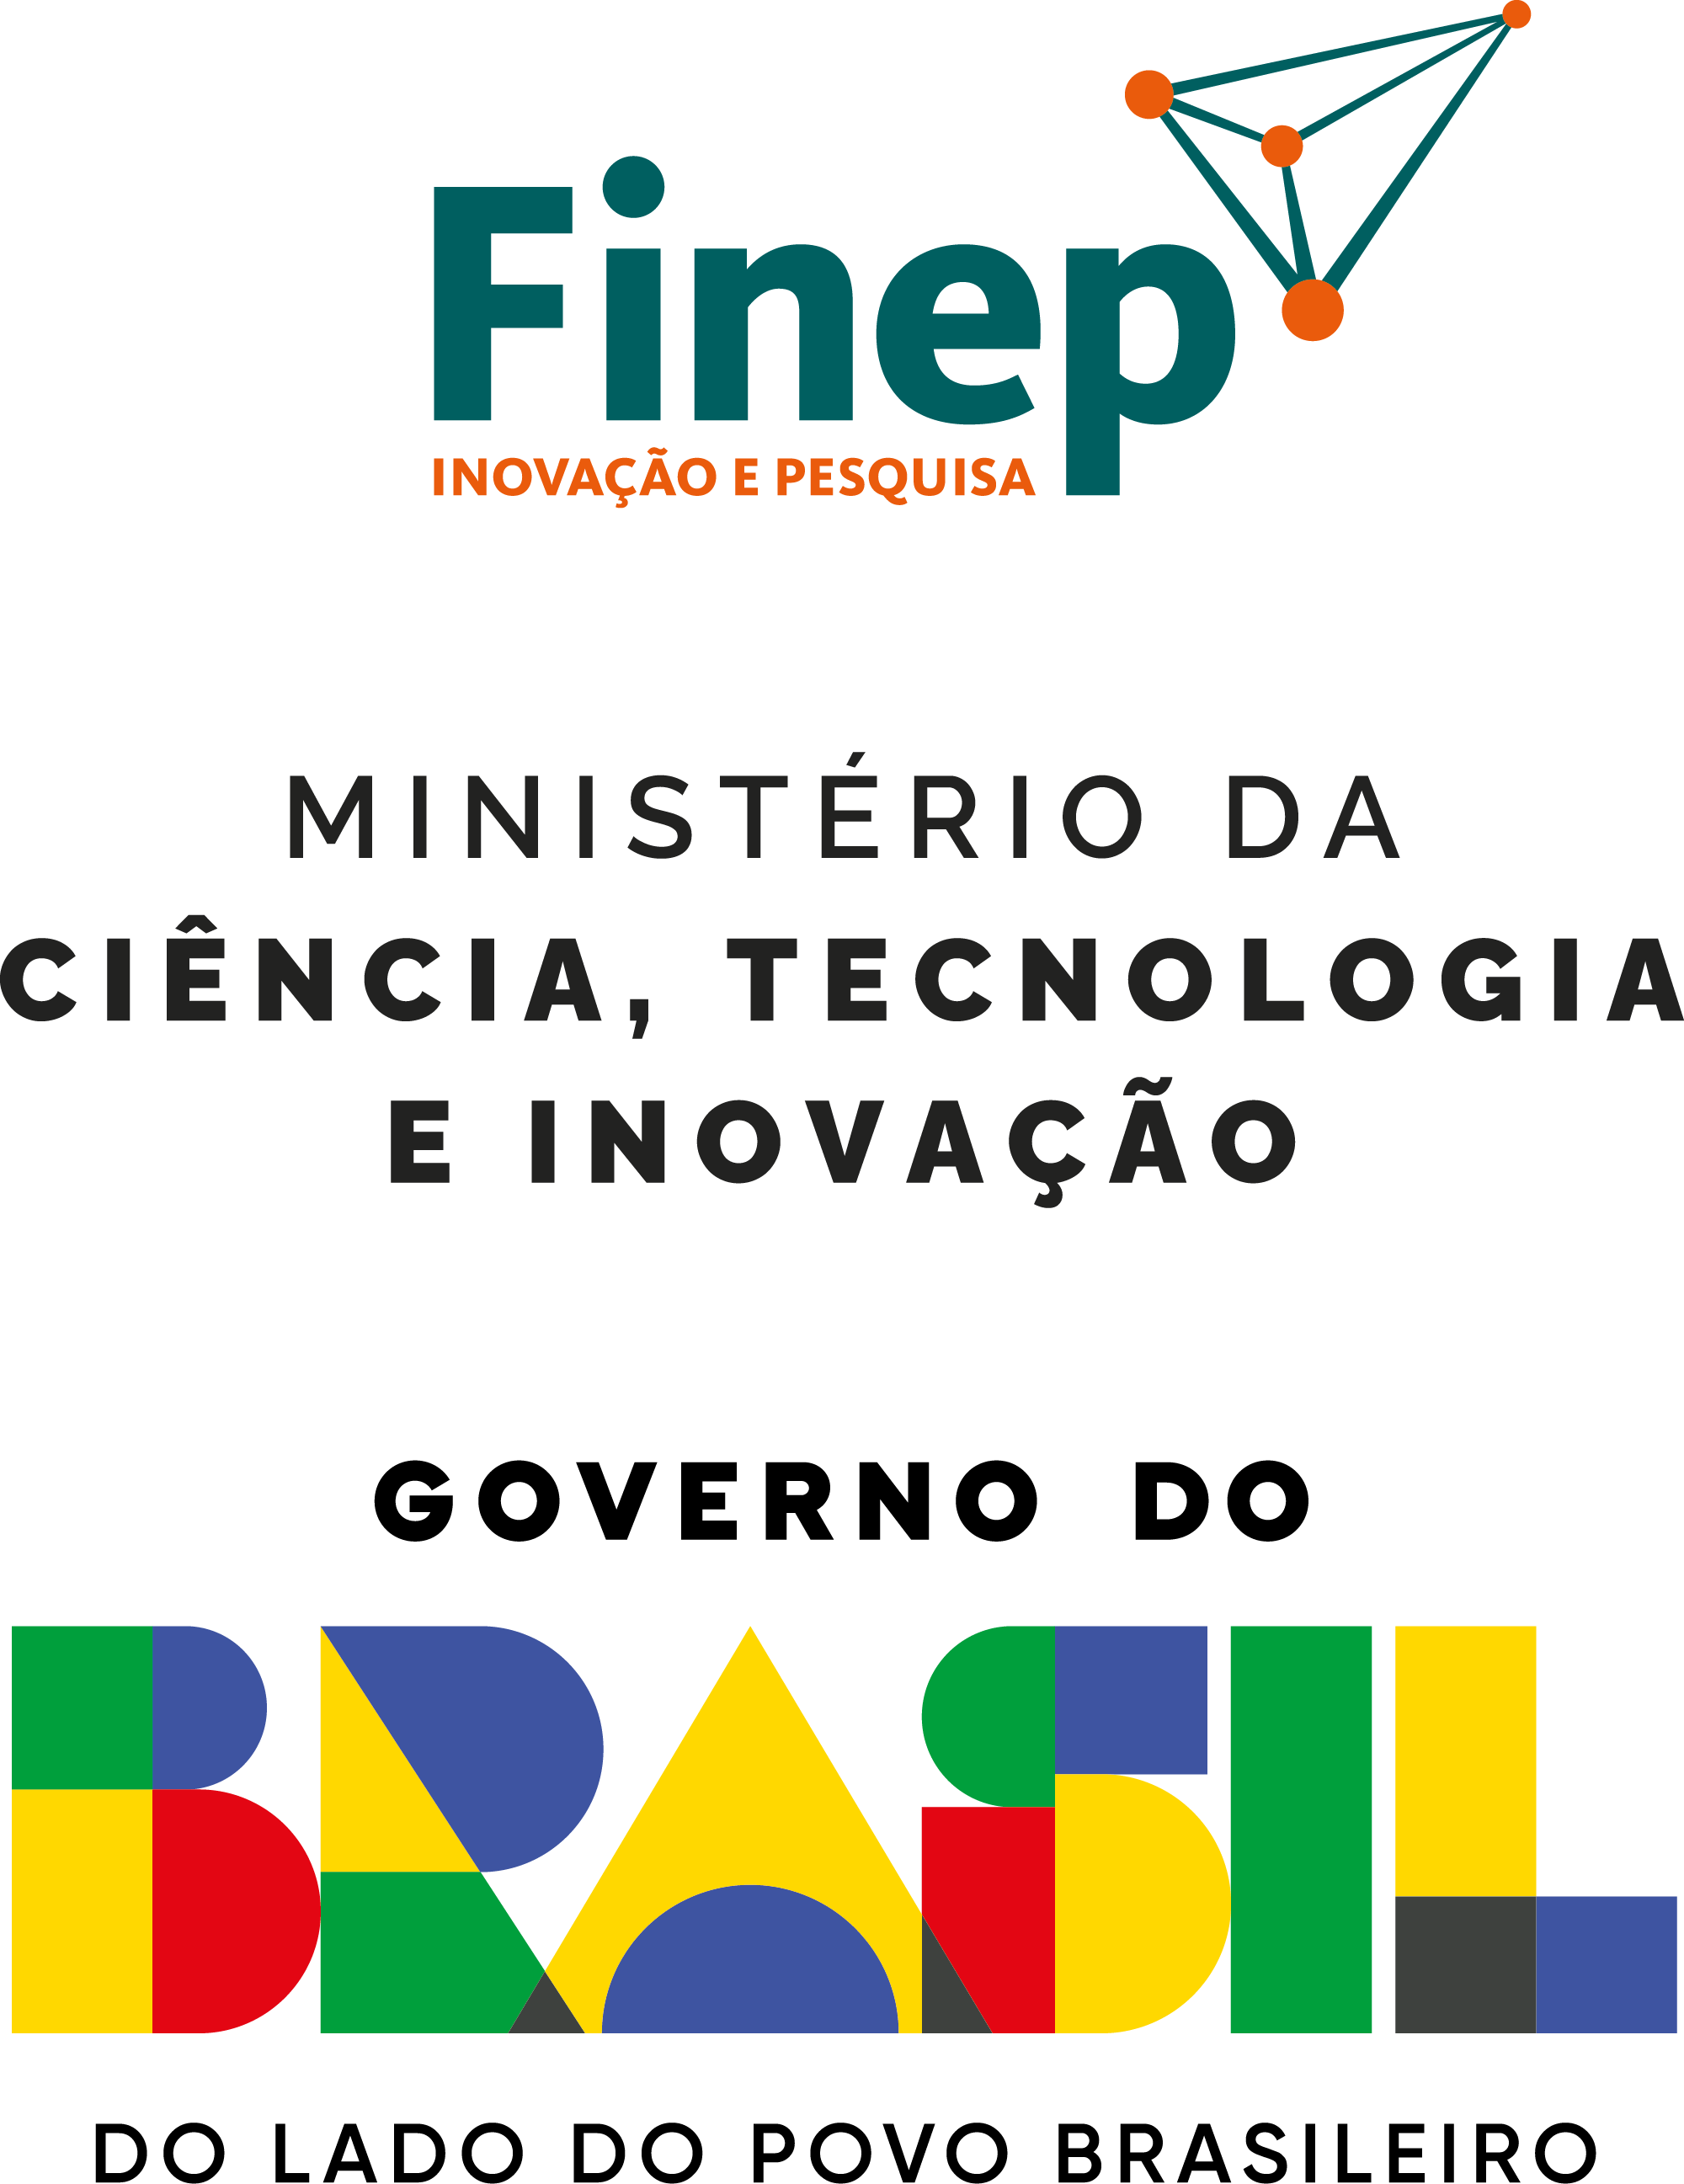 Finep
INOVAÇÃO E PESQUISA
MINISTÉRIO DA
CIÊNCIA, TECNOLOGIA
E INOVAÇÃO
GOVERNO DO
BRASIL
DO LADO DO POVO BRASILEIRO